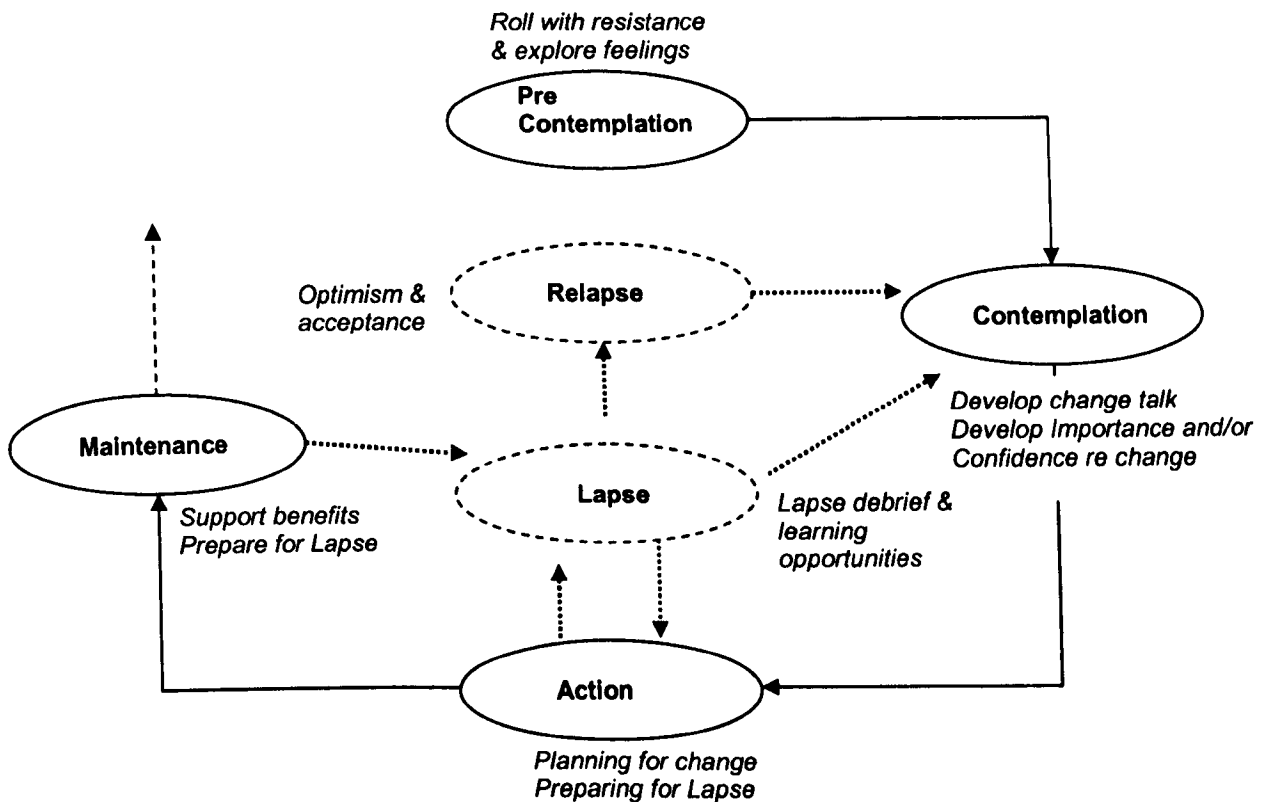 Roll with resistance
& explore feelings
Pre
Contemplation
Relapse
Optimism &
acceptance
Contemplation
Develop change talk
Develop Importance and/or
Confidence re change
Maintenance
Support benefits
Prepare for Lapse
Lapse
Lapse debrief &
learning
opportunities
Action
Planning for change
Preparing for Lapse